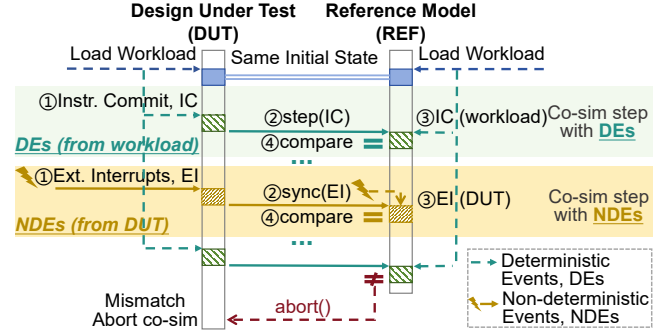 Design Under Test
(DUT)
Reference Model
(REF)
Load Workload
Same Initial State
Load Workload
①Instr. Commit, IC
②step(IC)
③IC (workload)
Co-sim step
with DEs
DEs (from workload)
④compare =
...
①Ext. Interrupts, EI
②sync(EI)
③EI (DUT)
Co-sim step
with NDEs
NDEs (from DUT)
④compare =
...
≠
Mismatch
Abort co-sim
abort()
Deterministic
Events, DEs
Non-deterministic
Events, NDEs